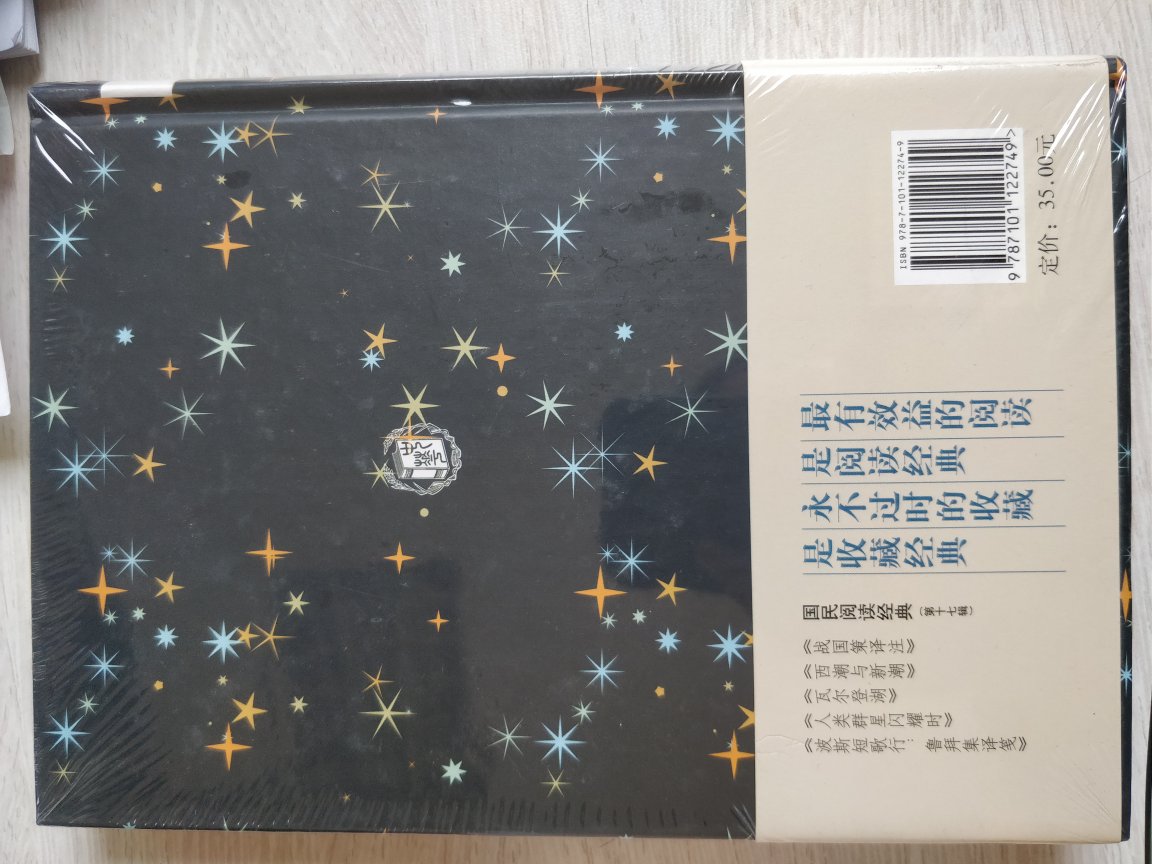 最有效益的阅读
是阅读经典
永不过时的收藏
是收藏经典
国民阅读经典（第十七辑）
《战国策译注》
《西潮与新潮》
《瓦尔登湖》
《人类群星闪耀时》
《波斯短歌行：鲁拜集译笺》
ISBN 978-7-101-12274-9
9 787101 122749 >
定价：35.00元